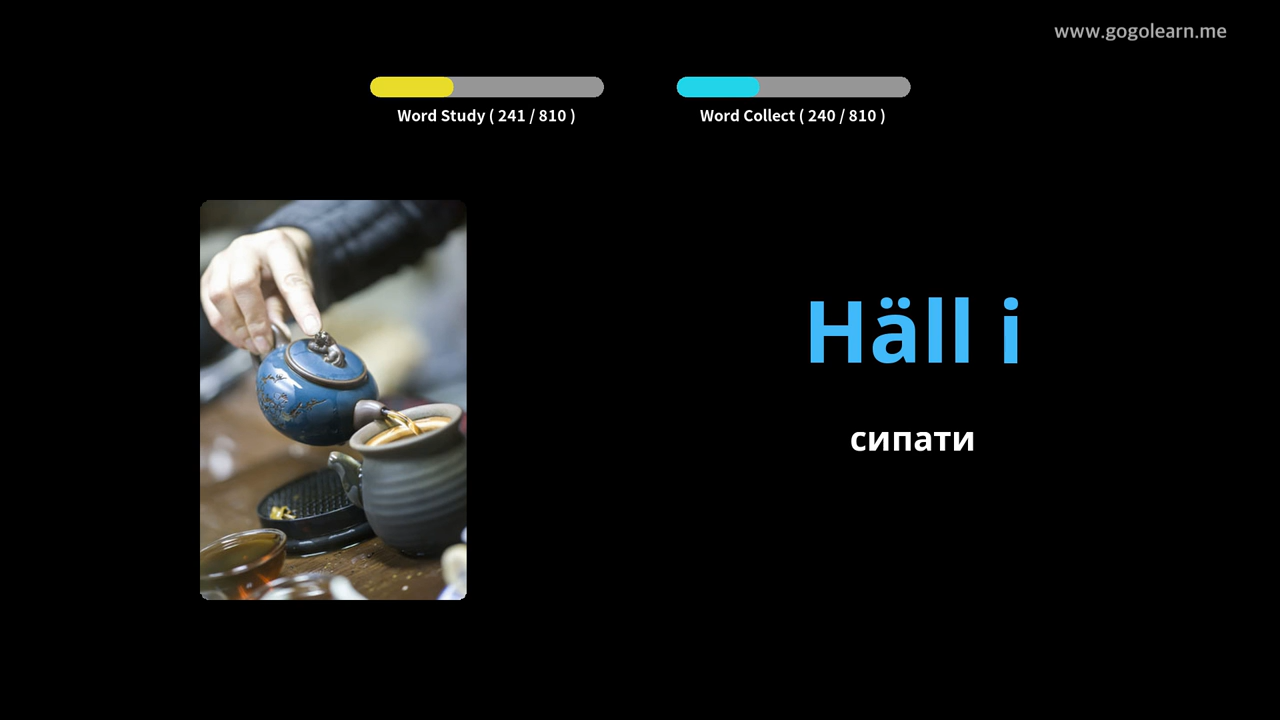 www.gogolearn.me
Word Study ( 241 / 810 )
Word Collect ( 240 / 810 )
Häll i
сипати